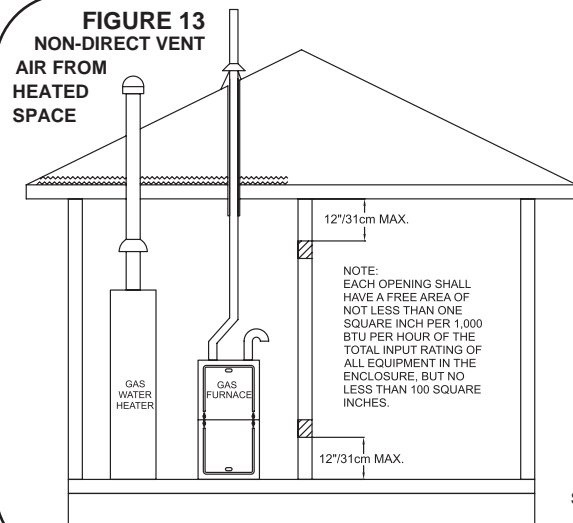 FIGURE 13
NON-DIRECT VENT
AIR FROM
HEATED
SPACE
12"/31cm MAX.
NOTE:
EACH OPENING SHALL
HAVE A FREE AREA OF
NOT LESS THAN ONE
SQUARE INCH PER 1,000
BTU PER HOUR OF THE
TOTAL INPUT RATING OF
ALL EQUIPMENT IN THE
ENCLOSURE, BUT NO
LESS THAN 100 SQUARE
INCHES.
GAS
WATER
HEATER
GAS
FURNACE
12"/31cm MAX.